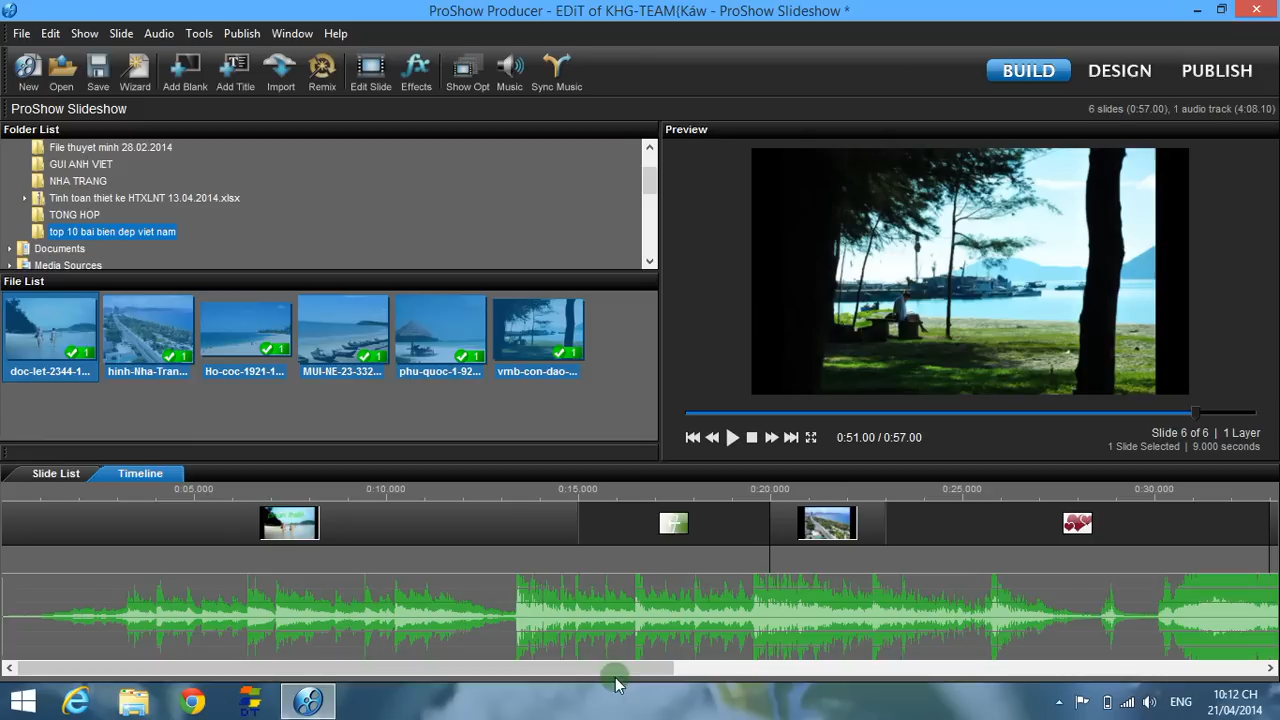 ProShow Producer - EDiT of KHG-TEAM{Káw - ProShow Slideshow *
File Edit Show Slide Audio Tools Publish Window Help
New Open Save Wizard Add Blank Add Title Import Remix Edit Slide Effects Show Opt Music Sync Music
BUILD DESIGN PUBLISH
ProShow Slideshow
6 slides (0:57.00), 1 audio track (4:08.10)
Folder List
File thuyet minh 28.02.2014
GUI ANH VIET
NHA TRANG
Tinh toan thiet ke HTXLNT 13.04.2014.xlsx
TONG HOP
top 10 bai bien dep viet nam
Documents
Media Sources
File List
1 1 1 1 1 1
doc-let-2344-1... hinh-Nha-Tran... Ho-coc-1921-1... MUI-NE-23-332... phu-quoc-1-92... vmb-con-dao-...
Preview
0:51.00 / 0:57.00
Slide 6 of 6 | 1 Layer
1 Slide Selected | 9.000 seconds
Slide List Timeline
0:05.000 0:10.000 0:15.000 0:20.000 0:25.000 0:30.000
ENG
10:12 CH
21/04/2014